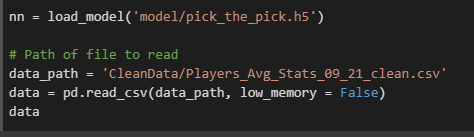 nn = load_model('model/pick_the_pick.h5')
# Path of file to read
data_path = 'CleanData/Players_Avg_Stats_09_21_clean.csv'
data = pd.read_csv(data_path, low_memory = False)
data